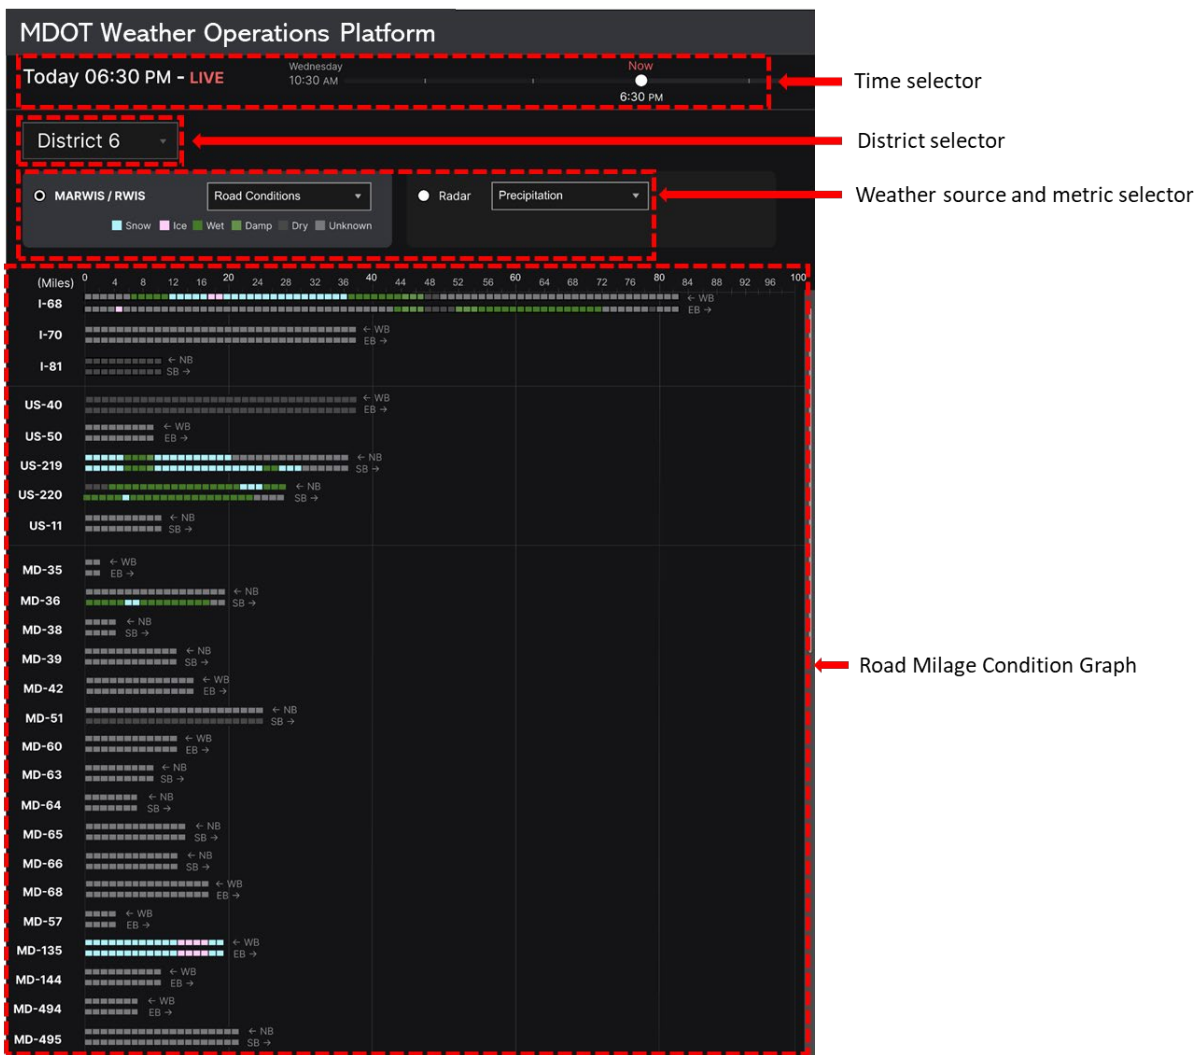 MDOT Weather Operations Platform
Today 06:30 PM - LIVE
Wednesday
10:30 AM
Now
6:30 PM
Time selector
District 6
District selector
MARWIS / RWIS
Road Conditions
Radar
Precipitation
Weather source and metric selector
Snow Ice Wet Damp Dry Unknown
(Miles) 0 4 8 12 16 20 24 28 32 36 40 44 48 52 56 60 64 68 72 76 80 84 88 92 96 100
I-68 ← WB
EB →
I-70 ← WB
EB →
I-81 ← NB
SB →
US-40 ← WB
EB →
US-50 ← WB
EB →
US-219 ← NB
SB →
US-220 ← NB
SB →
US-11 ← NB
SB →
MD-35 ← WB
EB →
MD-36 ← NB
SB →
MD-38 ← NB
SB →
MD-39 ← NB
SB →
Road Milage Condition Graph
MD-42 ← WB
EB →
MD-51 ← NB
SB →
MD-60 ← WB
EB →
MD-63 ← NB
SB →
MD-64 ← NB
SB →
MD-65 ← NB
SB →
MD-66 ← NB
SB →
MD-68 ← WB
EB →
MD-57 ← WB
EB →
MD-135 ← WB
EB →
MD-144 ← WB
EB →
MD-494 ← WB
EB →
MD-495 ← NB
SB →